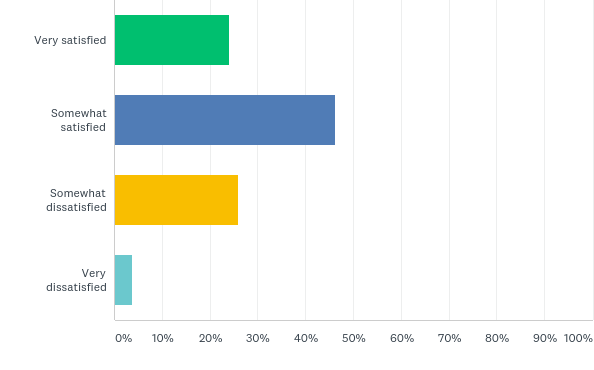 Very satisfied
Somewhat
satisfied
Somewhat
dissatisfied
Very
dissatisfied
0% 10% 20% 30% 40% 50% 60% 70% 80% 90% 100%